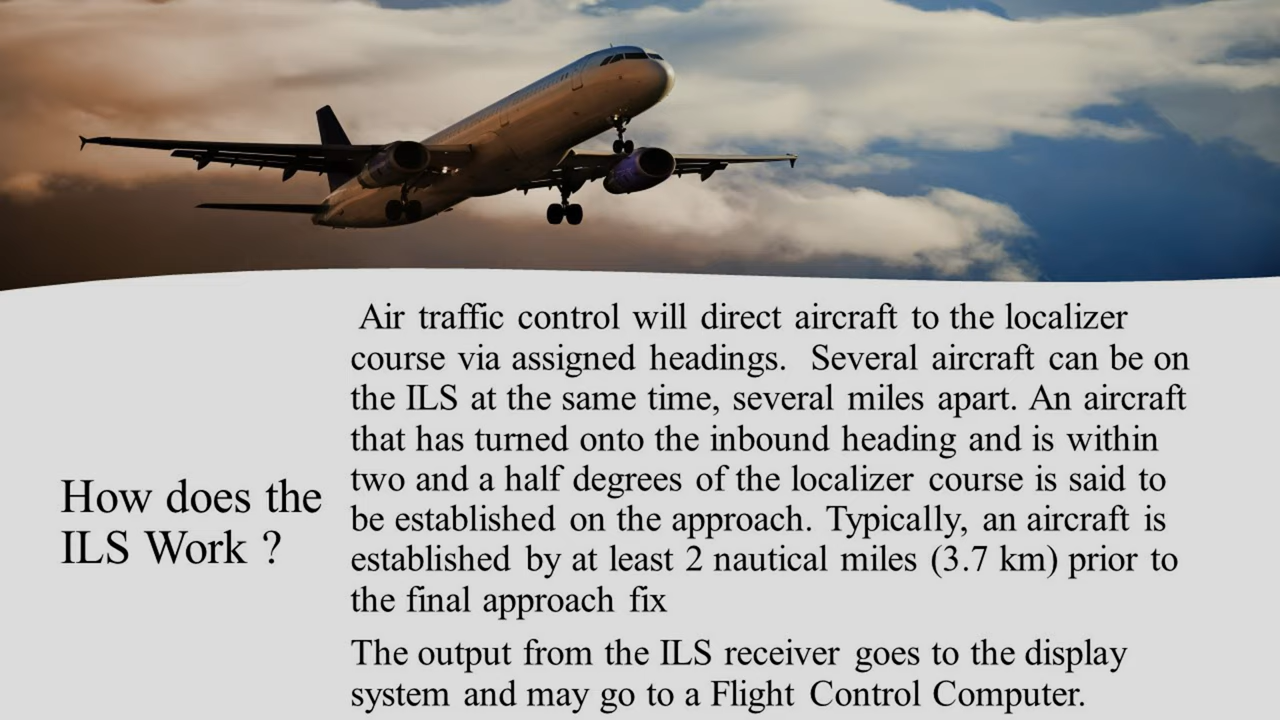 Air traffic control will direct aircraft to the localizer
course via assigned headings.  Several aircraft can be on
the ILS at the same time, several miles apart. An aircraft
that has turned onto the inbound heading and is within
two and a half degrees of the localizer course is said to
be established on the approach. Typically, an aircraft is
established by at least 2 nautical miles (3.7 km) prior to
the final approach fix
The output from the ILS receiver goes to the display
system and may go to a Flight Control Computer.
How does the
ILS Work ?